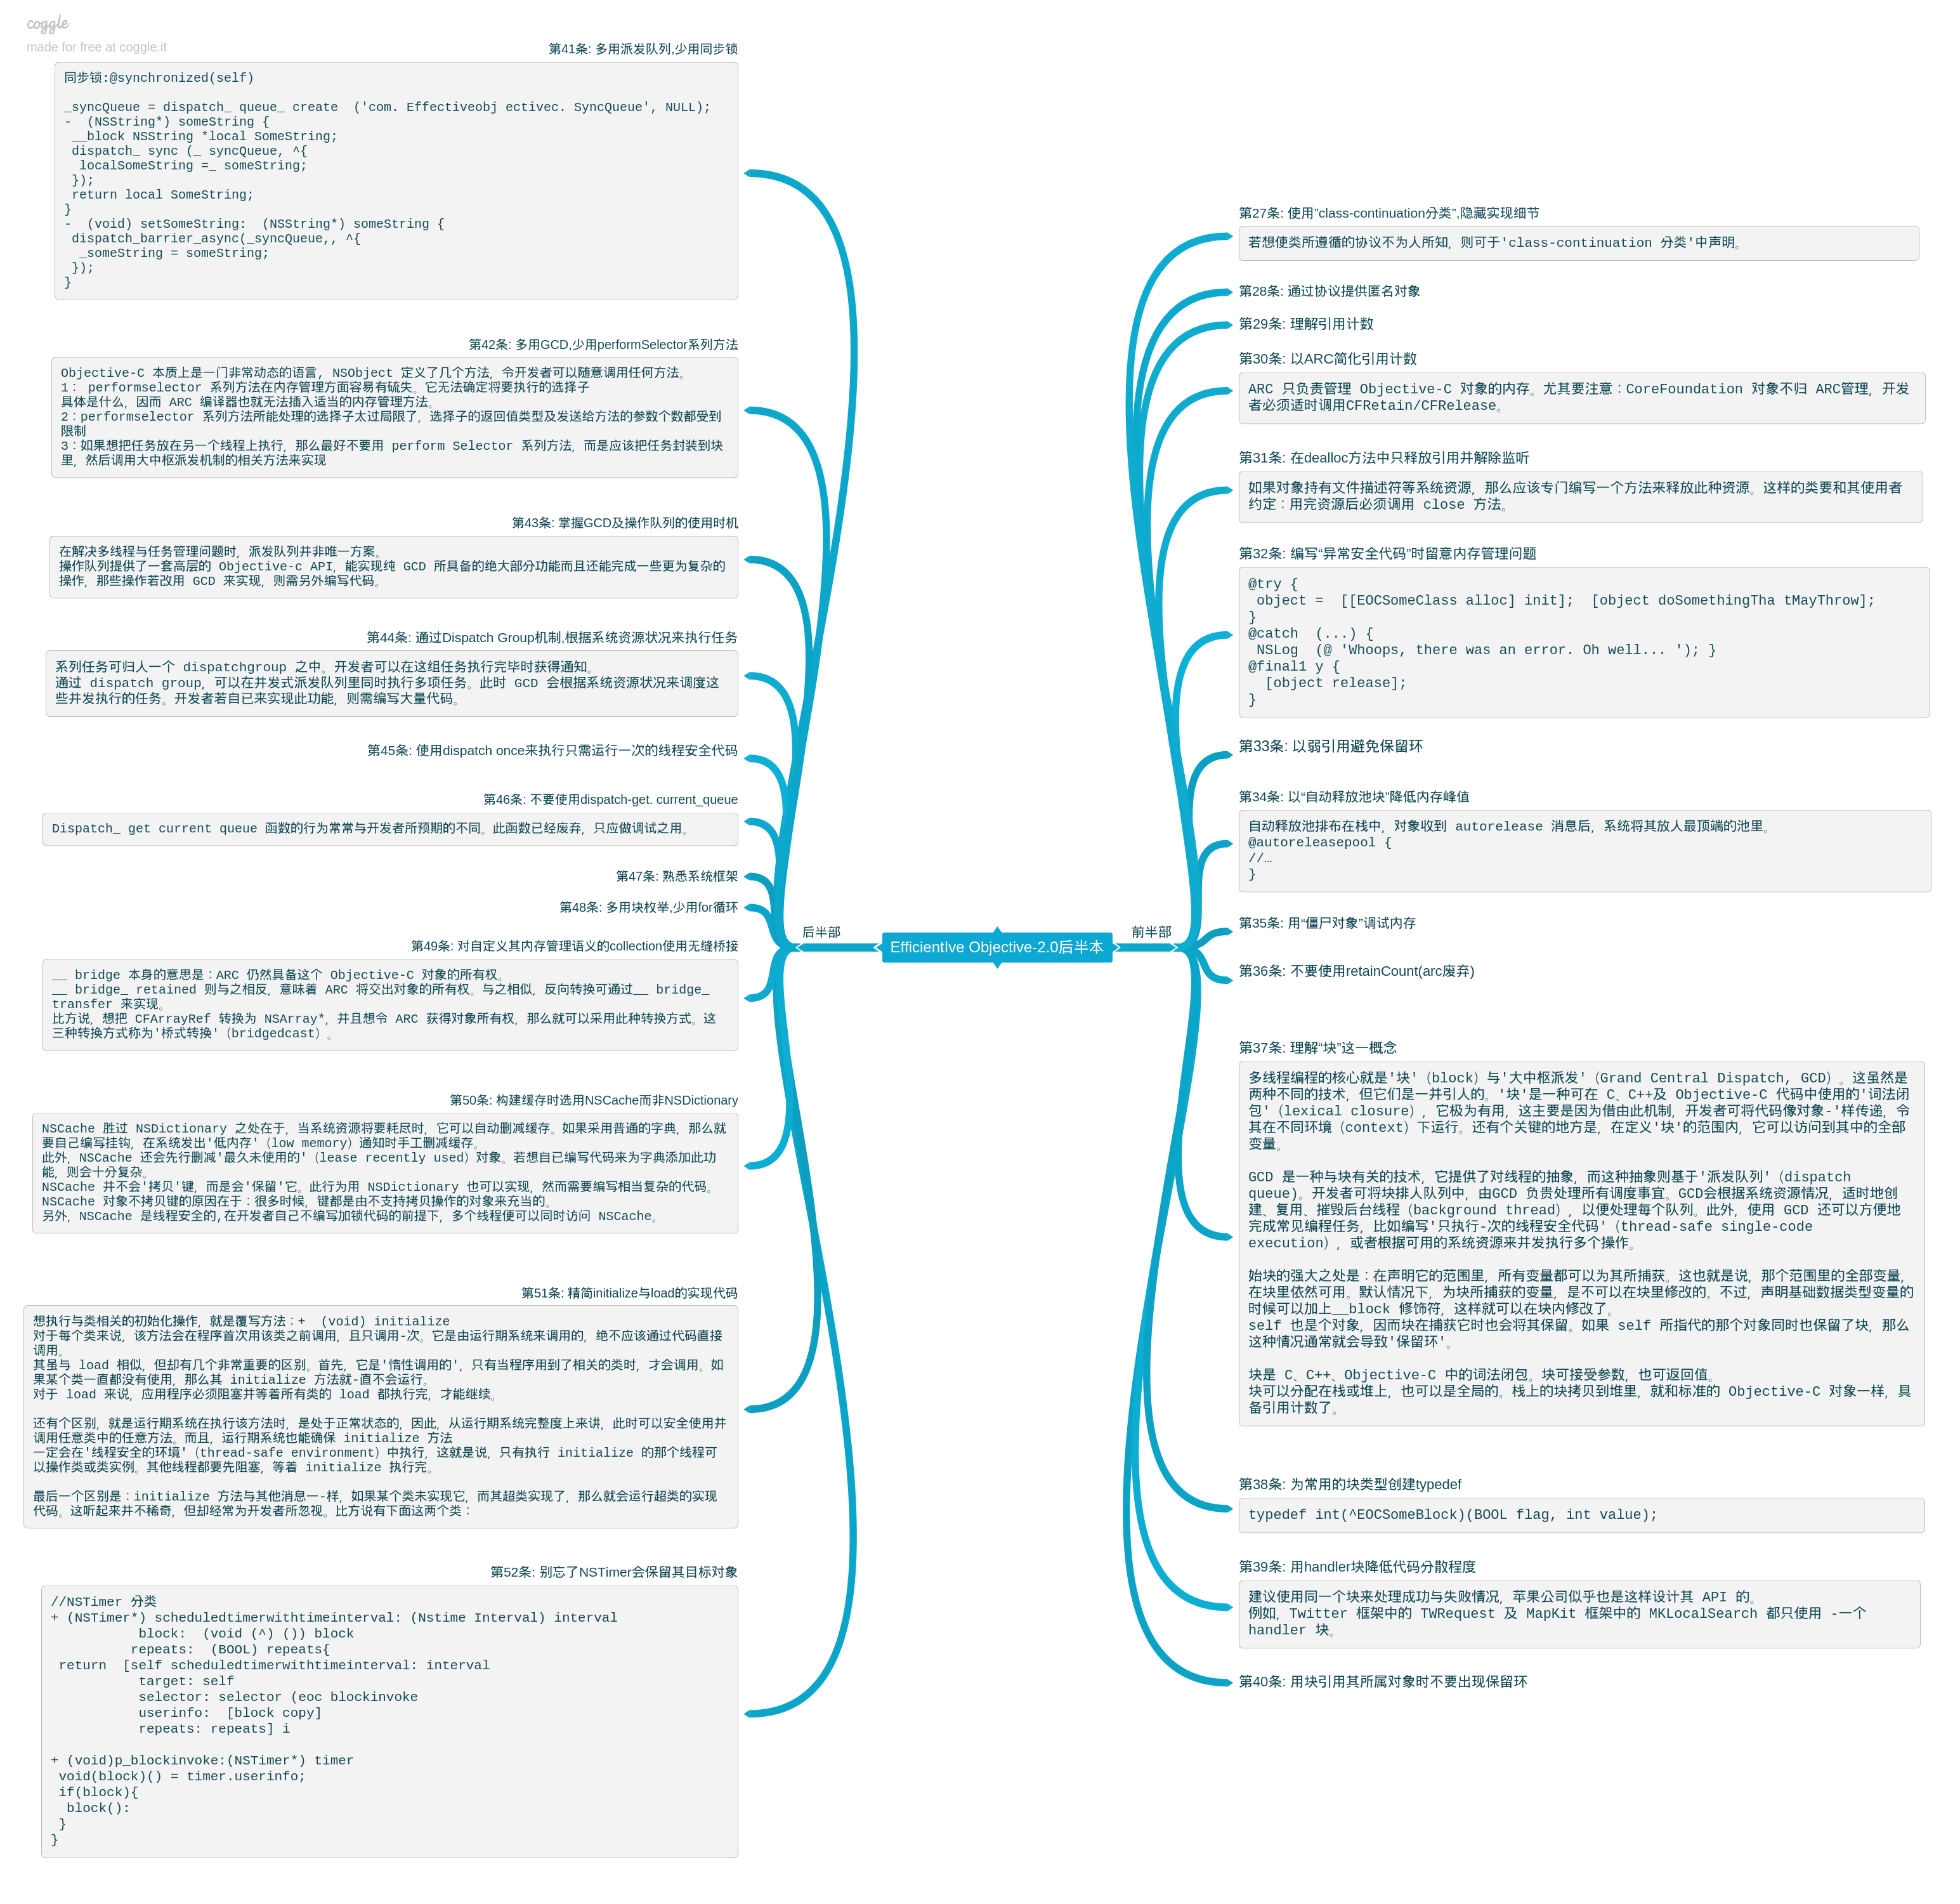 coggle
made for free at coggle.it
第41条: 多用派发队列,少用同步锁
同步锁:@synchronized(self)
_syncQueue = dispatch_ queue_ create  ('com. Effectiveobj ectivec. SyncQueue', NULL);
-  (NSString*) someString {
__block NSString *local SomeString;
dispatch_ sync (_ syncQueue, ^{
localSomeString =_ someString;
});
return local SomeString;
}
-  (void) setSomeString:  (NSString*) someString {
dispatch_barrier_async(_syncQueue,, ^{
_someString = someString;
});
}
第42条: 多用GCD,少用performSelector系列方法
Objective-C 本质上是一门非常动态的语言, NSObject 定义了几个方法，令开发者可以随意调用任何方法。
1： performselector 系列方法在内存管理方面容易有硫失。它无法确定将要执行的选择子
具体是什么，因而 ARC 编译器也就无法插入适当的内存管理方法。
2：performselector 系列方法所能处理的选择子太过局限了，选择子的返回值类型及发送给方法的参数个数都受到
限制
3：如果想把任务放在另一个线程上执行，那么最好不要用 perform Selector 系列方法，而是应该把任务封装到块
里，然后调用大中枢派发机制的相关方法来实现
第43条: 掌握GCD及操作队列的使用时机
在解决多线程与任务管理问题时，派发队列并非唯一方案。
操作队列提供了一套高层的 Objective-c API，能实现纯 GCD 所具备的绝大部分功能而且还能完成一些更为复杂的
操作，那些操作若改用 GCD 来实现，则需另外编写代码。
第44条: 通过Dispatch Group机制,根据系统资源状况来执行任务
系列任务可归人一个 dispatchgroup 之中。开发者可以在这组任务执行完毕时获得通知。
通过 dispatch group，可以在并发式派发队列里同时执行多项任务。此时 GCD 会根据系统资源状况来调度这
些并发执行的任务。开发者若自已来实现此功能，则需编写大量代码。
第45条: 使用dispatch once来执行只需运行一次的线程安全代码
第46条: 不要使用dispatch-get. current_queue
Dispatch_ get current queue 函数的行为常常与开发者所预期的不同。此函数已经废弃，只应做调试之用。
第47条: 熟悉系统框架
第48条: 多用块枚举,少用for循环
第49条: 对自定义其内存管理语义的collection使用无缝桥接
__ bridge 本身的意思是：ARC 仍然具备这个 Objective-C 对象的所有权。
__ bridge_ retained 则与之相反，意味着 ARC 将交出对象的所有权。与之相似，反向转换可通过__ bridge_
transfer 来实现。
比方说，想把 CFArrayRef 转换为 NSArray*，并且想令 ARC 获得对象所有权，那么就可以采用此种转换方式。这
三种转换方式称为'桥式转换'（bridgedcast）。
第50条: 构建缓存时选用NSCache而非NSDictionary
NSCache 胜过 NSDictionary 之处在于，当系统资源将要耗尽时，它可以自动删减缓存。如果采用普通的字典，那么就
要自己编写挂钩，在系统发出'低内存'（low memory）通知时手工删减缓存。
此外，NSCache 还会先行删减'最久未使用的'（lease recently used）对象。若想自已编写代码来为字典添加此功
能，则会十分复杂。
NSCache 并不会'拷贝'键，而是会'保留'它。此行为用 NSDictionary 也可以实现，然而需要编写相当复杂的代码。
NSCache 对象不拷贝键的原因在于：很多时候，键都是由不支持拷贝操作的对象来充当的。
另外，NSCache 是线程安全的,在开发者自己不编写加锁代码的前提下，多个线程便可以同时访问 NSCache。
第51条: 精简initialize与load的实现代码
想执行与类相关的初始化操作，就是覆写方法：+  (void) initialize
对于每个类来说，该方法会在程序首次用该类之前调用，且只调用-次。它是由运行期系统来调用的，绝不应该通过代码直接
调用。
其虽与 load 相似，但却有几个非常重要的区别。首先，它是'惰性调用的'，只有当程序用到了相关的类时，才会调用。如
果某个类一直都没有使用，那么其 initialize 方法就-直不会运行。
对于 load 来说，应用程序必须阻塞并等着所有类的 load 都执行完，才能继续。
还有个区别，就是运行期系统在执行该方法时，是处于正常状态的，因此，从运行期系统完整度上来讲，此时可以安全使用并
调用任意类中的任意方法。而且，运行期系统也能确保 initialize 方法
一定会在'线程安全的环境'（thread-safe environment）中执行，这就是说，只有执行 initialize 的那个线程可
以操作类或类实例。其他线程都要先阻塞，等着 initialize 执行完。
最后一个区别是：initialize 方法与其他消息一-样，如果某个类未实现它，而其超类实现了，那么就会运行超类的实现
代码。这听起来并不稀奇，但却经常为开发者所忽视。比方说有下面这两个类：
第52条: 别忘了NSTimer会保留其目标对象
//NSTimer 分类
+ (NSTimer*) scheduledtimerwithtimeinterval: (Nstime Interval) interval
block:  (void (^) ()) block
repeats:  (BOOL) repeats{
return  [self scheduledtimerwithtimeinterval: interval
target: self
selector: selector (eoc blockinvoke
userinfo:  [block copy]
repeats: repeats] i
+ (void)p_blockinvoke:(NSTimer*) timer
void(block)() = timer.userinfo;
if(block){
block():
}
}
后半部
EfficientIve Objective-2.0后半本
前半部
第27条: 使用”class-continuation分类”,隐藏实现细节
若想使类所遵循的协议不为人所知，则可于'class-continuation 分类'中声明。
第28条: 通过协议提供匿名对象
第29条: 理解引用计数
第30条: 以ARC简化引用计数
ARC 只负责管理 Objective-C 对象的内存。尤其要注意：CoreFoundation 对象不归 ARC管理，开发
者必须适时调用CFRetain/CFRelease。
第31条: 在dealloc方法中只释放引用并解除监听
如果对象持有文件描述符等系统资源，那么应该专门编写一个方法来释放此种资源。这样的类要和其使用者
约定：用完资源后必须调用 close 方法。
第32条: 编写“异常安全代码”时留意内存管理问题
@try {
object =  [[EOCSomeClass alloc] init];  [object doSomethingTha tMayThrow];
}
@catch  (...) {
NSLog  (@ 'Whoops, there was an error. Oh well... '); }
@final1 y {
[object release];
}
第33条: 以弱引用避免保留环
第34条: 以“自动释放池块”降低内存峰值
自动释放池排布在栈中，对象收到 autorelease 消息后，系统将其放人最顶端的池里。
@autoreleasepool {
//…
}
第35条: 用“僵尸对象”调试内存
第36条: 不要使用retainCount(arc废弃)
第37条: 理解“块”这一概念
多线程编程的核心就是'块'（block）与'大中枢派发'（Grand Central Dispatch, GCD）。这虽然是
两种不同的技术，但它们是一并引人的。'块'是一种可在 C、C++及 Objective-C 代码中使用的'词法闭
包'（lexical closure），它极为有用，这主要是因为借由此机制，开发者可将代码像对象-'样传递，令
其在不同环境（context）下运行。还有个关键的地方是，在定义'块'的范围内，它可以访问到其中的全部
变量。
GCD 是一种与块有关的技术，它提供了对线程的抽象，而这种抽象则基于'派发队列'（dispatch
queue)。开发者可将块排人队列中，由GCD 负贵处理所有调度事宜。GCD会根据系统资源情况，适时地创
建、复用、摧毁后台线程（background thread），以便处理每个队列。此外，使用 GCD 还可以方便地
完成常见编程任务，比如编写'只执行-次的线程安全代码'（thread-safe single-code
execution），或者根据可用的系统资源来并发执行多个操作。
始块的强大之处是：在声明它的范围里，所有变量都可以为其所捕获。这也就是说，那个范围里的全部变量，
在块里依然可用。默认情况下，为块所捕获的变量，是不可以在块里修改的。不过，声明基础数据类型变量的
时候可以加上__block 修饰符，这样就可以在块内修改了。
self 也是个对象，因而块在捕获它时也会将其保留。如果 self 所指代的那个对象同时也保留了块，那么
这种情况通常就会导致'保留环'。
块是 C、C++、Objective-C 中的词法闭包。块可接受参数，也可返回值。
块可以分配在栈或堆上，也可以是全局的。栈上的块拷贝到堆里，就和标准的 Objective-C 对象一样，具
备引用计数了。
第38条: 为常用的块类型创建typedef
typedef int(^EOCSomeBlock)(BOOL flag, int value);
第39条: 用handler块降低代码分散程度
建议使用同一个块来处理成功与失败情况，苹果公司似乎也是这样设计其 API 的。
例如，Twitter 框架中的 TWRequest 及 MapKit 框架中的 MKLocalSearch 都只使用 -一个
handler 块。
第40条: 用块引用其所属对象时不要出现保留环